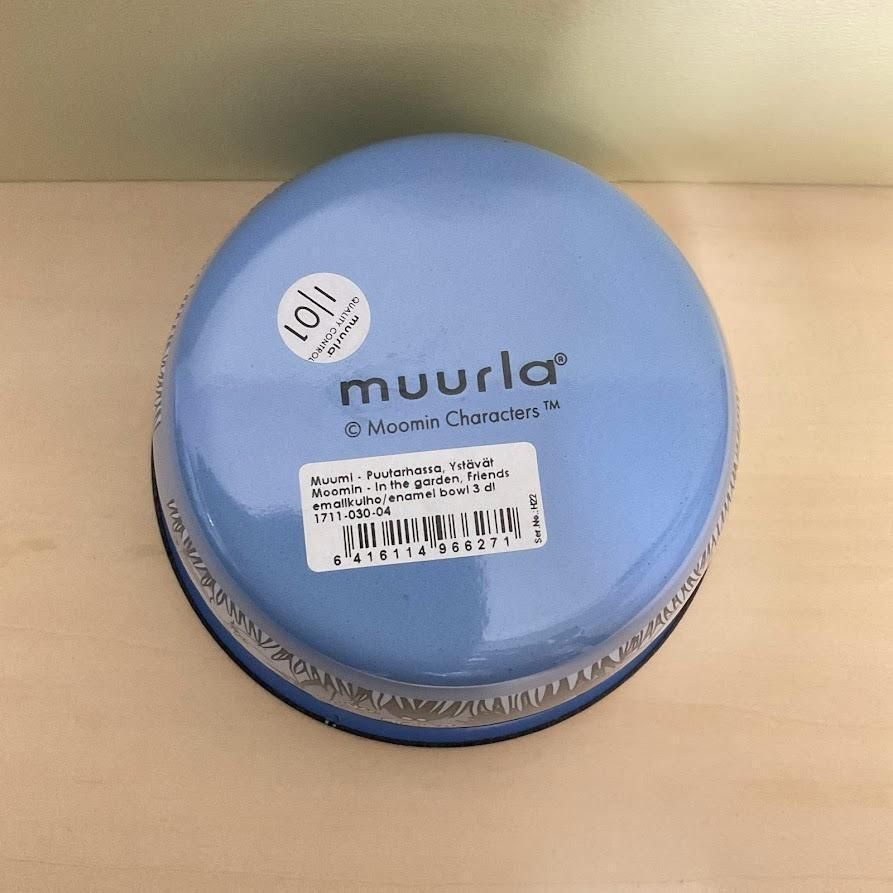 1/01
QUALITY CONTROL
muurla
muurla®
© Moomin Characters ™
Muumi - Puutarhassa, Ystävät
Moomin - In the garden, Friends
emalikulho/enamel bowl 3 dl
1711-030-04
6 416114 966271
Ser.No.: H22